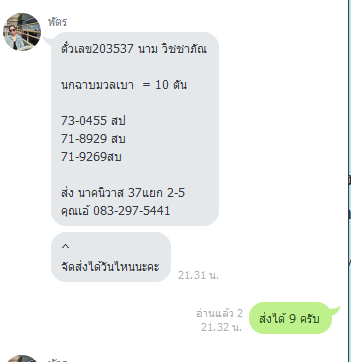 พัตร
ตั๋วเลข203537 นาม วิชชาภัณ
นกฉาบมวลเบา = 10 ตัน
73-0455 สป
71-8929 สบ
71-9269สบ
ส่ง นาคนิวาส 37แยก 2-5
คุณเอ้ 083-297-5441
^
จัดส่งได้วันไหนนะคะ
21.31 น.
อ่านแล้ว 2
21.32 น.
ส่งได้ 9 ครับ